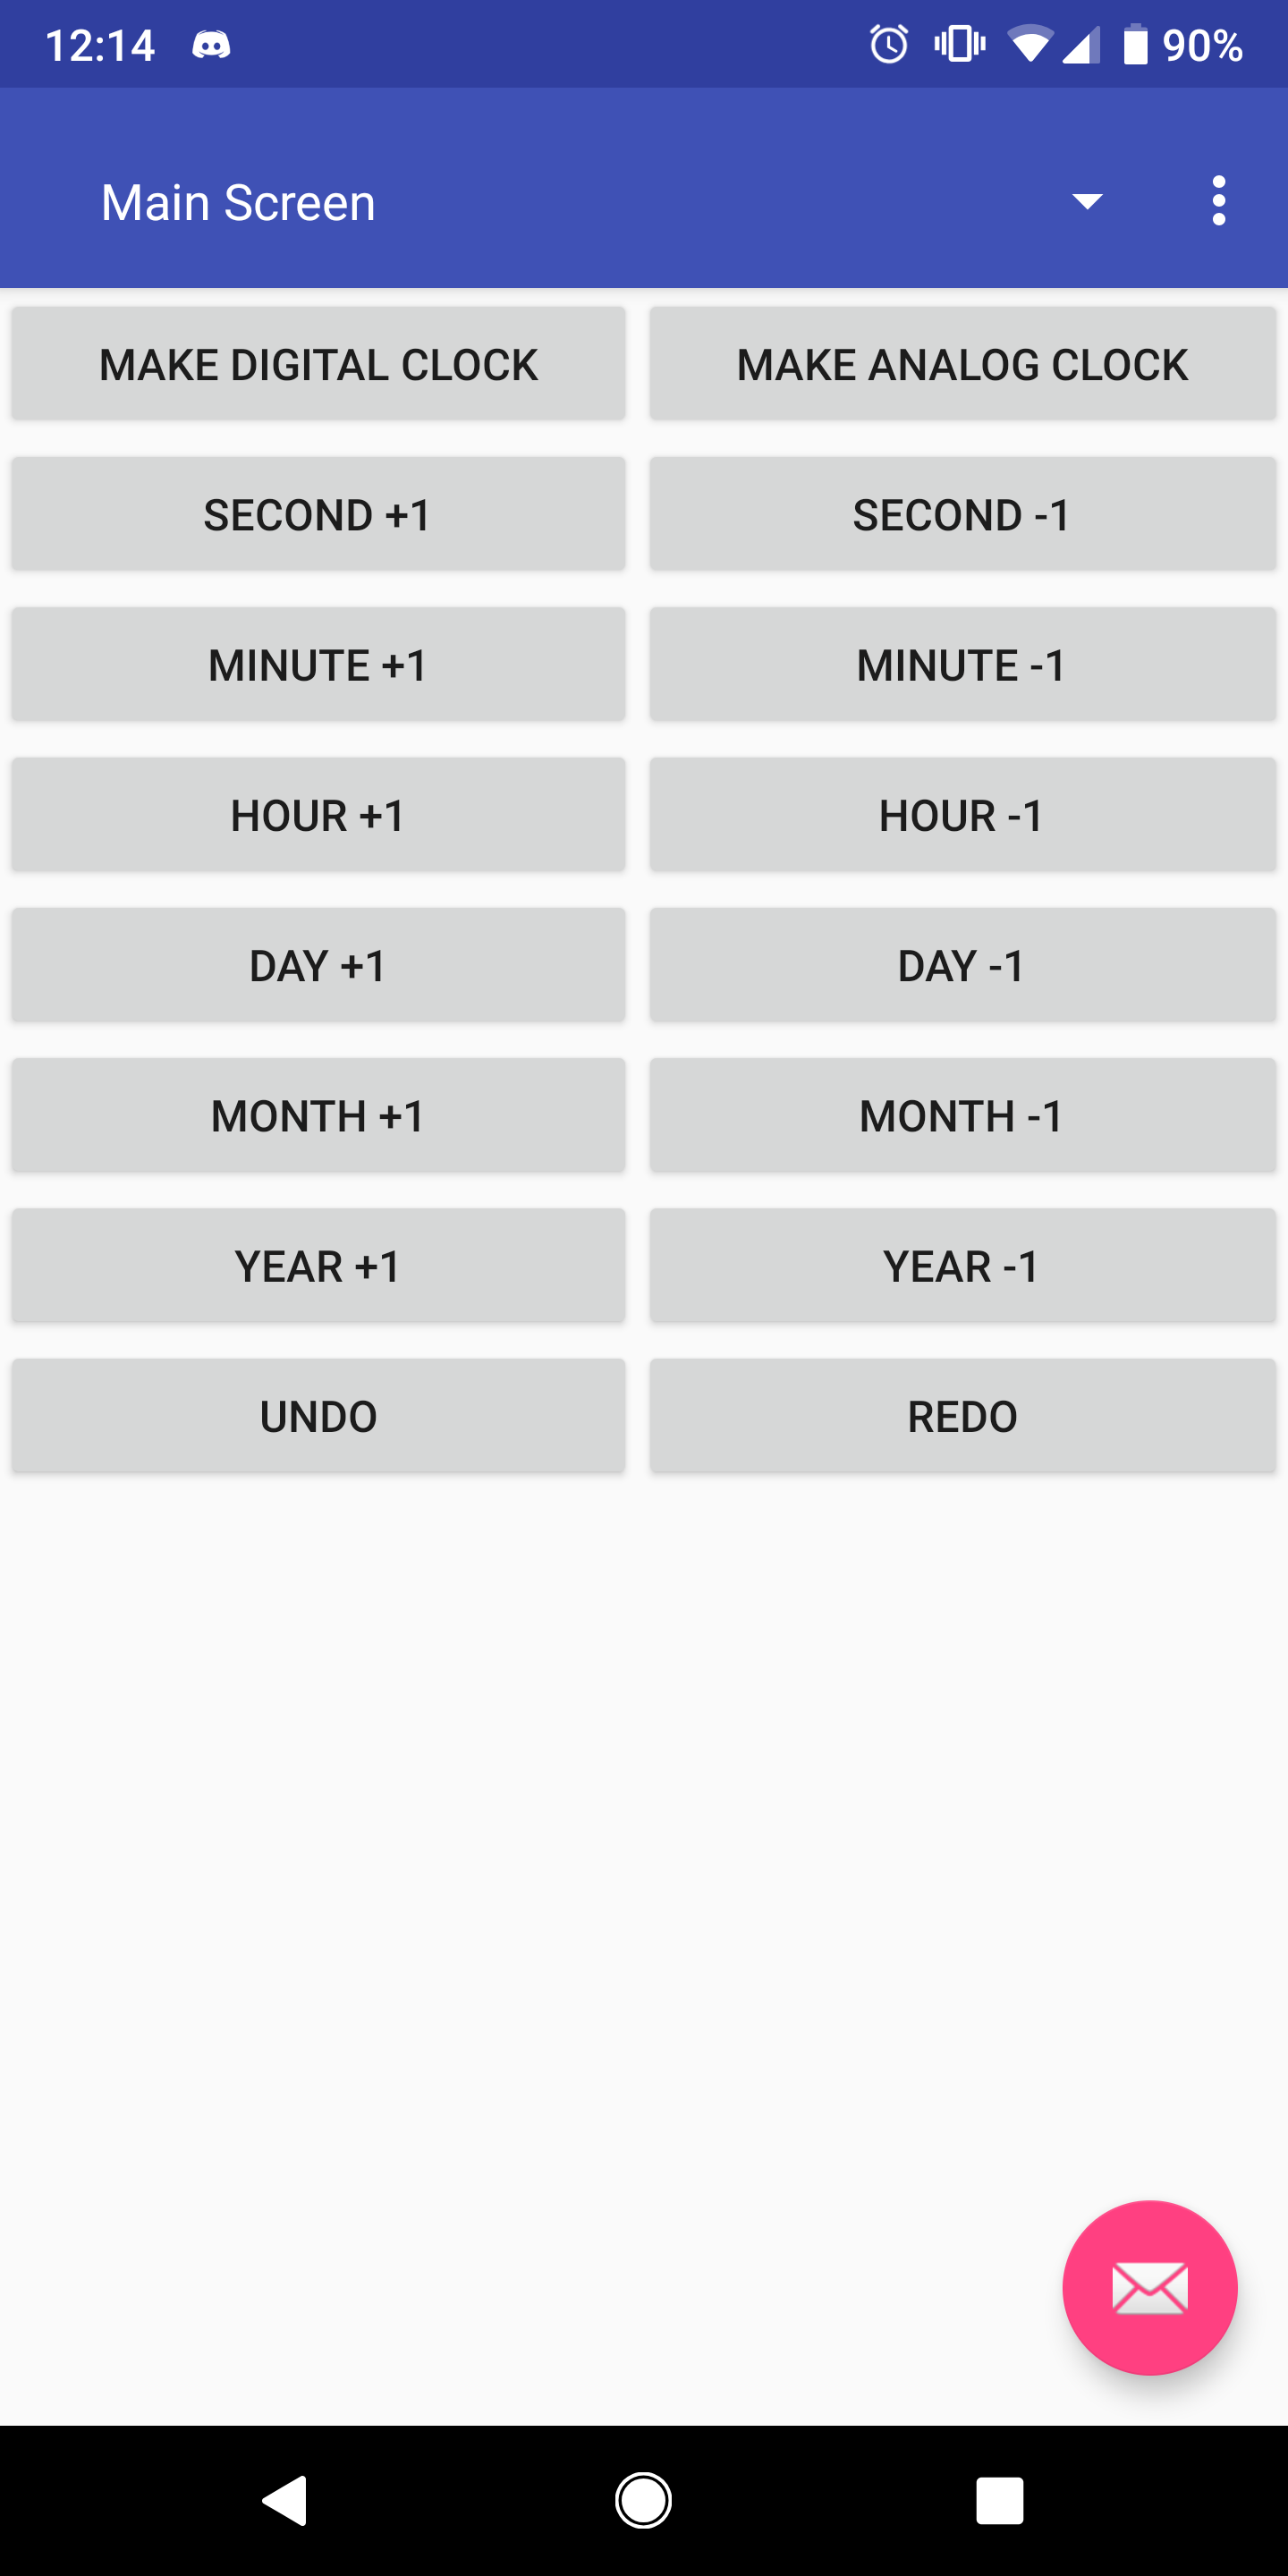 12:14 90%
Main Screen
MAKE DIGITAL CLOCK MAKE ANALOG CLOCK
SECOND +1 SECOND -1
MINUTE +1 MINUTE -1
HOUR +1 HOUR -1
DAY +1 DAY -1
MONTH +1 MONTH -1
YEAR +1 YEAR -1
UNDO REDO